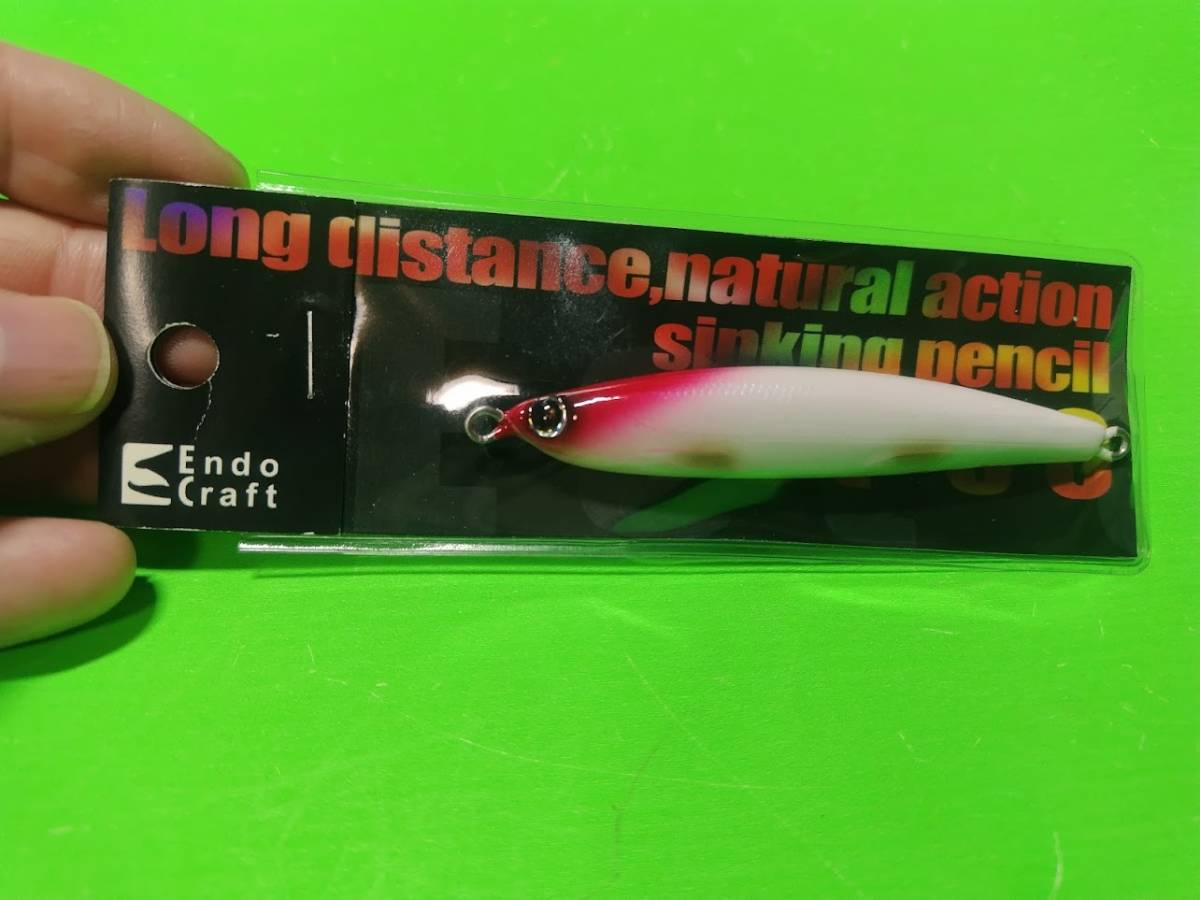 Long distance,natural action
sinking pencil
Endo
Craft